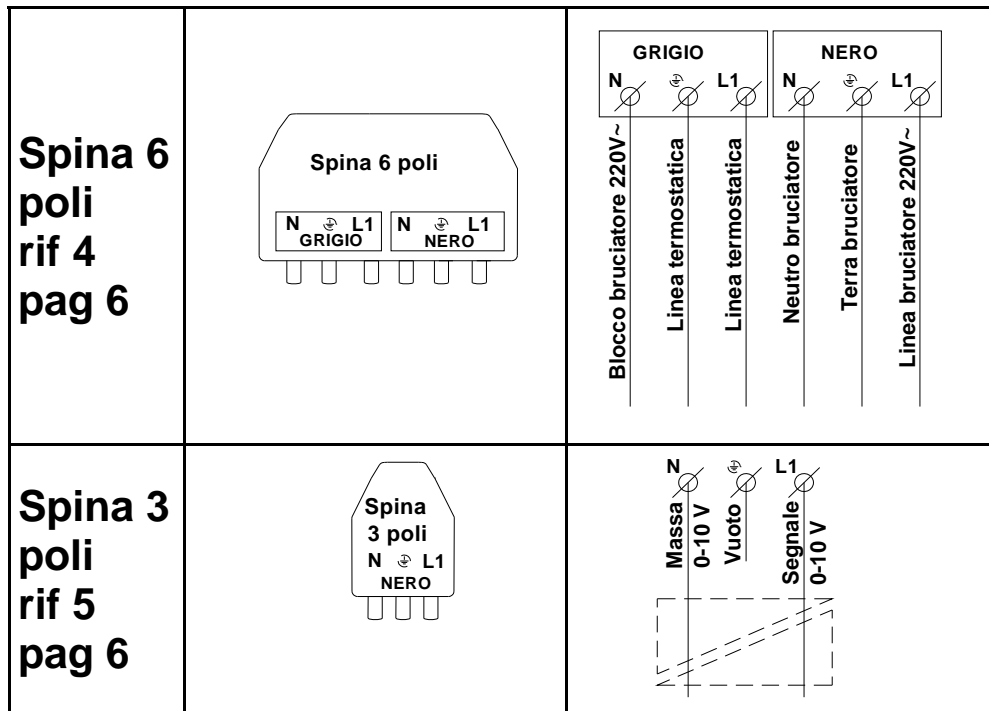 Spina 6
poli
rif 4
pag 6
Spina 6 poli
N L1 N L1
GRIGIO NERO
GRIGIO NERO
N L1 N L1
Blocco bruciatore 220V~
Linea termostatica
Linea termostatica
Neutro bruciatore
Terra bruciatore
Linea bruciatore 220V~
Spina 3
poli
rif 5
pag 6
Spina
3 poli
N L1
NERO
N L1
Massa
0-10 V
Vuoto
Segnale
0-10 V